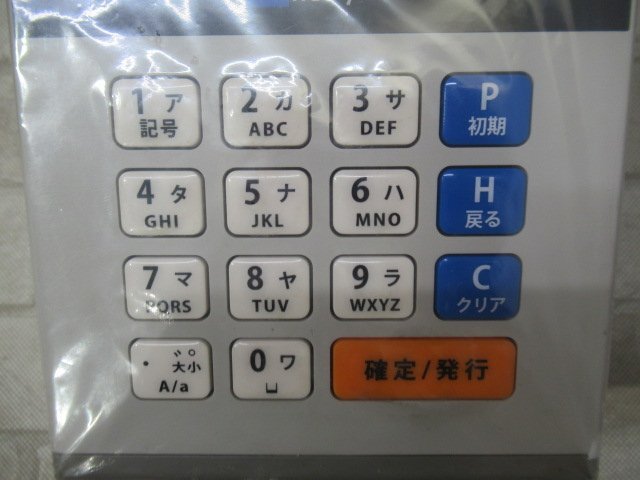 1 ア
記号
2 カ
ABC
3 サ
DEF
P
初期
4 タ
GHI
5 ナ
JKL
6 ハ
MNO
H
戻る
7 マ
PQRS
8 ヤ
TUV
9 ラ
WXYZ
C
クリア
・ ゛゜
大小
A/a
0 ワ
␣
確定/発行